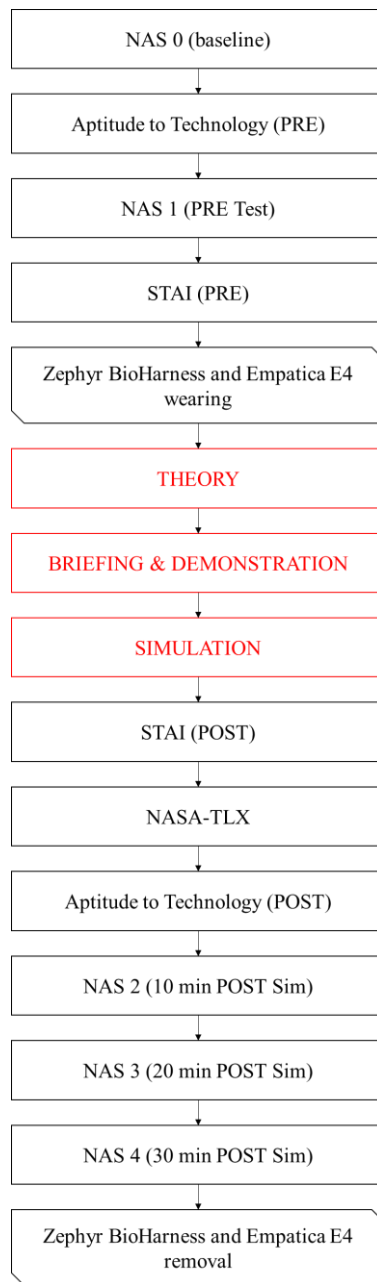 NAS 0 (baseline)
Aptitude to Technology (PRE)
NAS 1 (PRE Test)
STAI (PRE)
Zephyr BioHarness and Empatica E4
wearing
THEORY
BRIEFING & DEMONSTRATION
SIMULATION
STAI (POST)
NASA-TLX
Aptitude to Technology (POST)
NAS 2 (10 min POST Sim)
NAS 3 (20 min POST Sim)
NAS 4 (30 min POST Sim)
Zephyr BioHarness and Empatica E4
removal